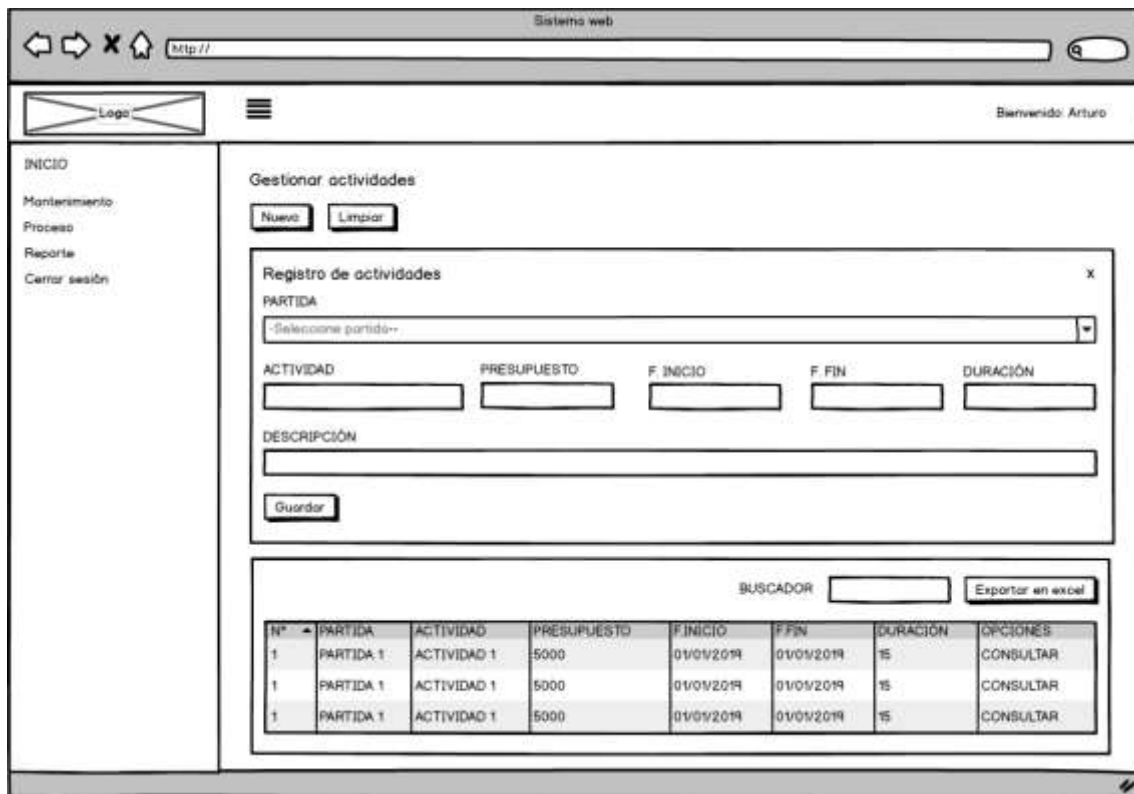 Sistema web
http://
Logo
Bienvenido: Arturo
INICIO
Mantenimiento
Proceso
Reporte
Cerrar sesión
Gestionar actividades
Nuevo Limpiar
Registro de actividades x
PARTIDA
-Seleccione partida--
ACTIVIDAD PRESUPUESTO F. INICIO F. FIN DURACIÓN
DESCRIPCIÓN
Guardar
BUSCADOR Exportar en excel
N° PARTIDA ACTIVIDAD PRESUPUESTO F.INICIO F.FIN DURACIÓN OPCIONES
1 PARTIDA 1 ACTIVIDAD 1 5000 01/01/2019 01/01/2019 15 CONSULTAR
1 PARTIDA 1 ACTIVIDAD 1 5000 01/01/2019 01/01/2019 15 CONSULTAR
1 PARTIDA 1 ACTIVIDAD 1 5000 01/01/2019 01/01/2019 15 CONSULTAR